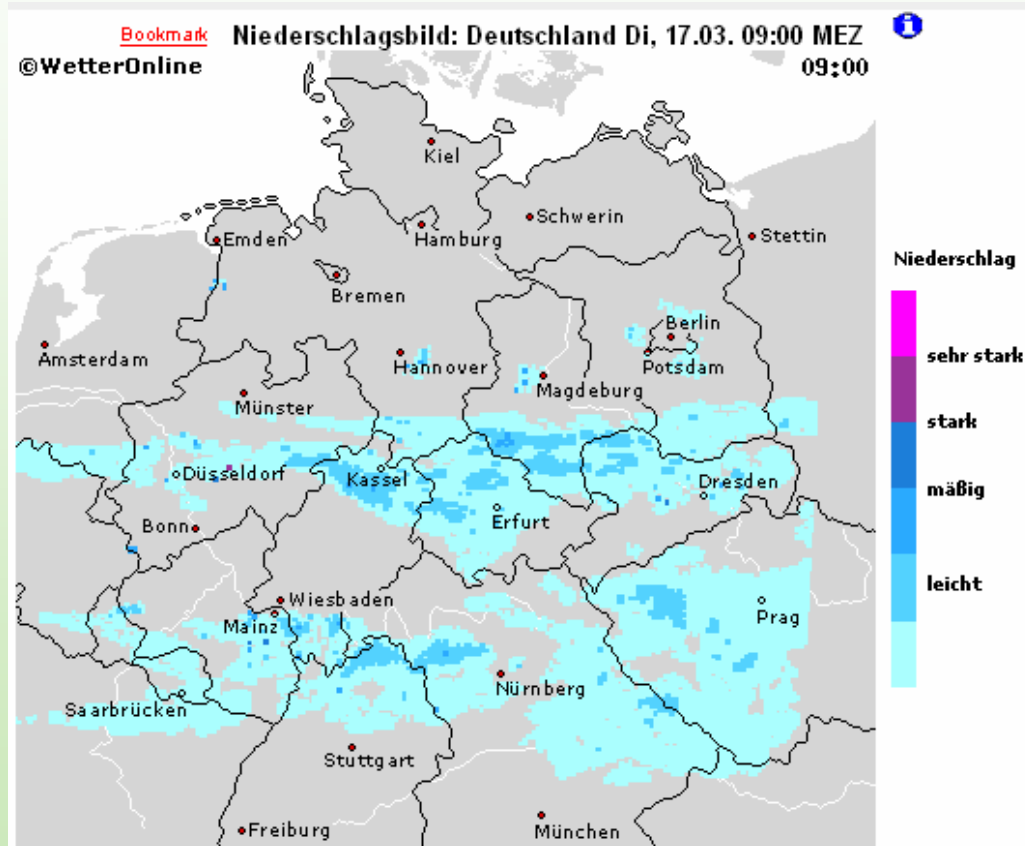 Bookmark Niederschlagsbild: Deutschland Di, 17.03. 09:00 MEZ
©WetterOnline 09:00
Kiel
Schwerin
Emden
Hamburg
Stettin
Niederschlag
Bremen
Berlin
Amsterdam
Hannover
Potsdam
sehr stark
Magdeburg
Münster
stark
Düsseldorf
Kassel
Dresden
mäßig
Erfurt
Bonn
leicht
Wiesbaden
Mainz
Prag
Nürnberg
Saarbrücken
Stuttgart
Freiburg
München